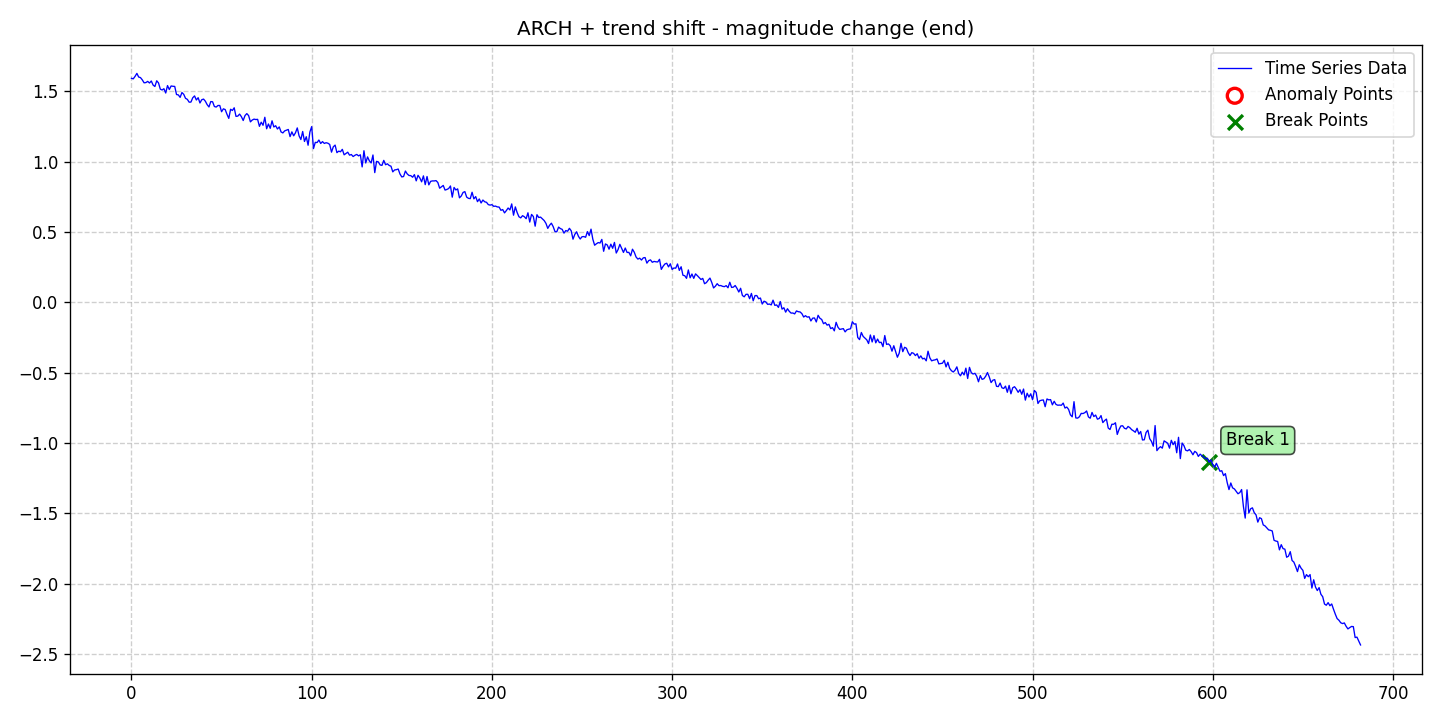 ARCH + trend shift - magnitude change (end)
Time Series Data
Anomaly Points
Break Points
1.5
1.0
0.5
0.0
−0.5
−1.0
−1.5
−2.0
−2.5
Break 1
0 100 200 300 400 500 600 700